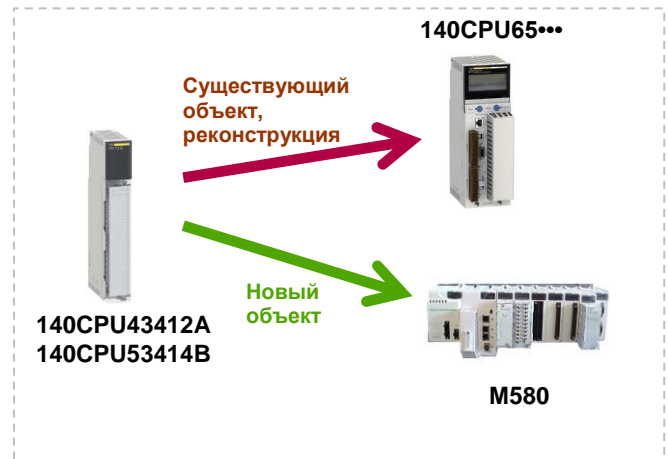 140CPU65•••
Существующий
объект,
реконструкция
Новый
объект
140CPU43412A
140CPU53414B
M580